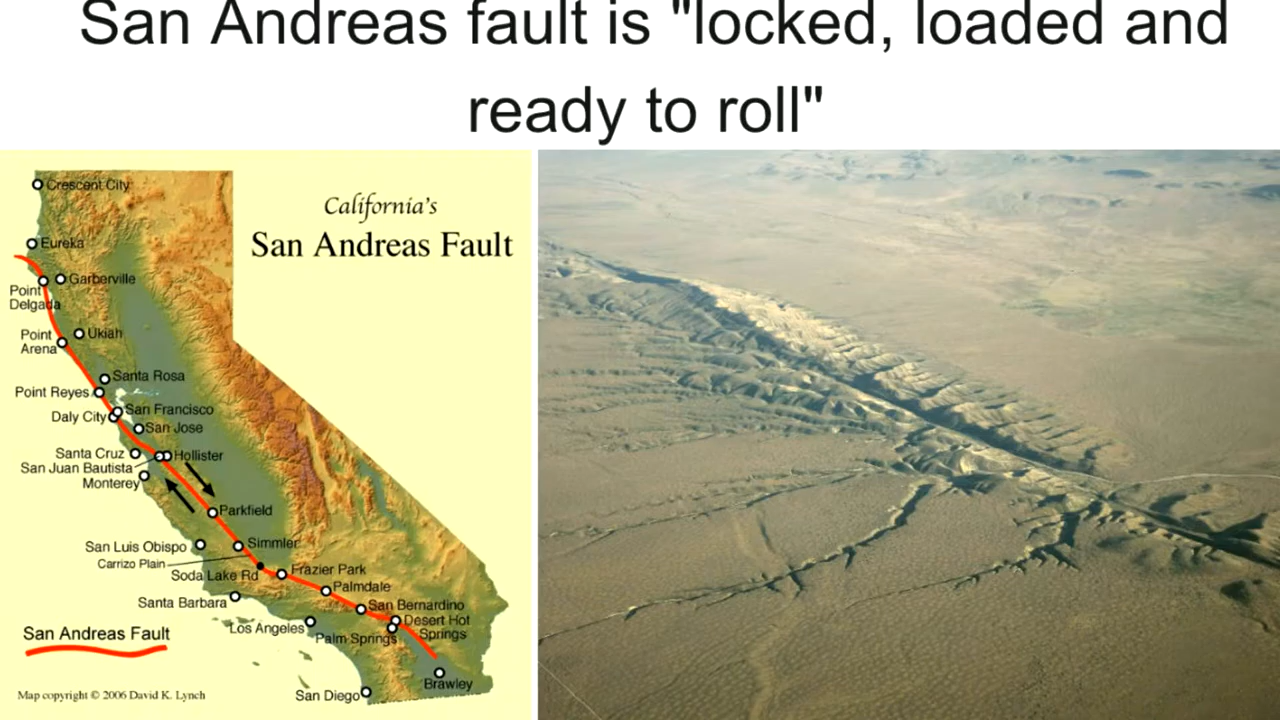 San Andreas fault is "locked, loaded and
ready to roll"
California's
San Andreas Fault
Crescent City
Eureka
Garberville
Point
Delgada
Ukiah
Point
Arena
Santa Rosa
Point Reyes
San Francisco
Daly City
San Jose
Santa Cruz
Hollister
San Juan Bautista
Monterey
Parkfield
San Luis Obispo
Simmler
Carrizo Plain
Soda Lake Rd
Frazier Park
Palmdale
Santa Barbara
San Bernardino
Desert Hot
Springs
Los Angeles
Palm Springs
San Andreas Fault
Brawley
San Diego
Map copyright © 2006 David K. Lynch